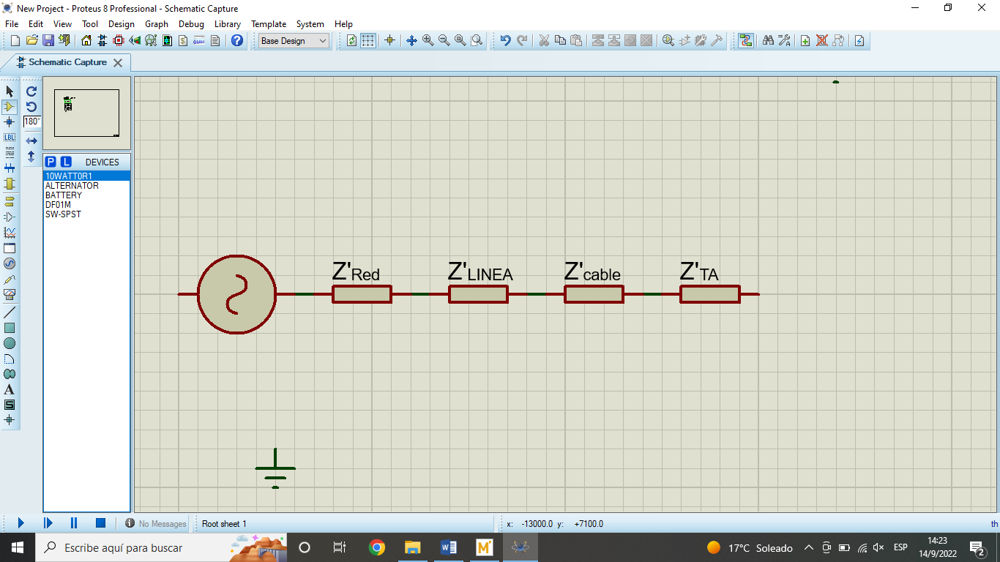 New Project - Proteus 8 Professional - Schematic Capture
File Edit View Tool Design Graph Debug Library Template System Help
Base Design
Schematic Capture
180°
LBL
P L DEVICES
10WATT0R1
ALTERNATOR
BATTERY
DF01M
SW-SPST
A
S
Z'Red Z'LINEA Z'cable Z'TA
No Messages Root sheet 1 x: -13000.0 y: +7100.0 th
Escribe aquí para buscar
17°C Soleado ESP
14:23
14/9/2022
2